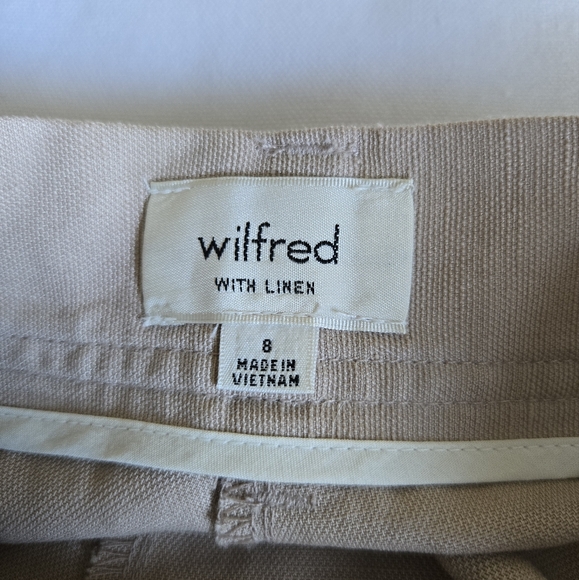 wilfred
WITH LINEN
8
MADE IN
VIETNAM